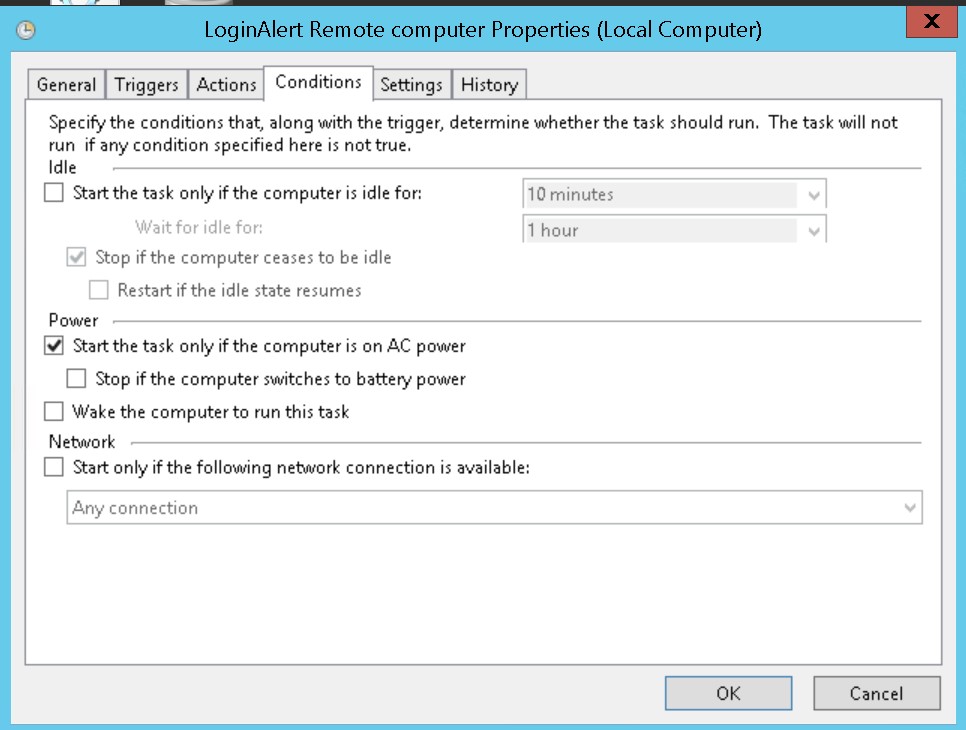 LoginAlert Remote computer Properties (Local Computer)
X
General Triggers Actions Conditions Settings History
Specify the conditions that, along with the trigger, determine whether the task should run. The task will not
run if any condition specified here is not true.
Idle
Start the task only if the computer is idle for: 10 minutes
Wait for idle for: 1 hour
Stop if the computer ceases to be idle
Restart if the idle state resumes
Power
Start the task only if the computer is on AC power
Stop if the computer switches to battery power
Wake the computer to run this task
Network
Start only if the following network connection is available:
Any connection
OK Cancel